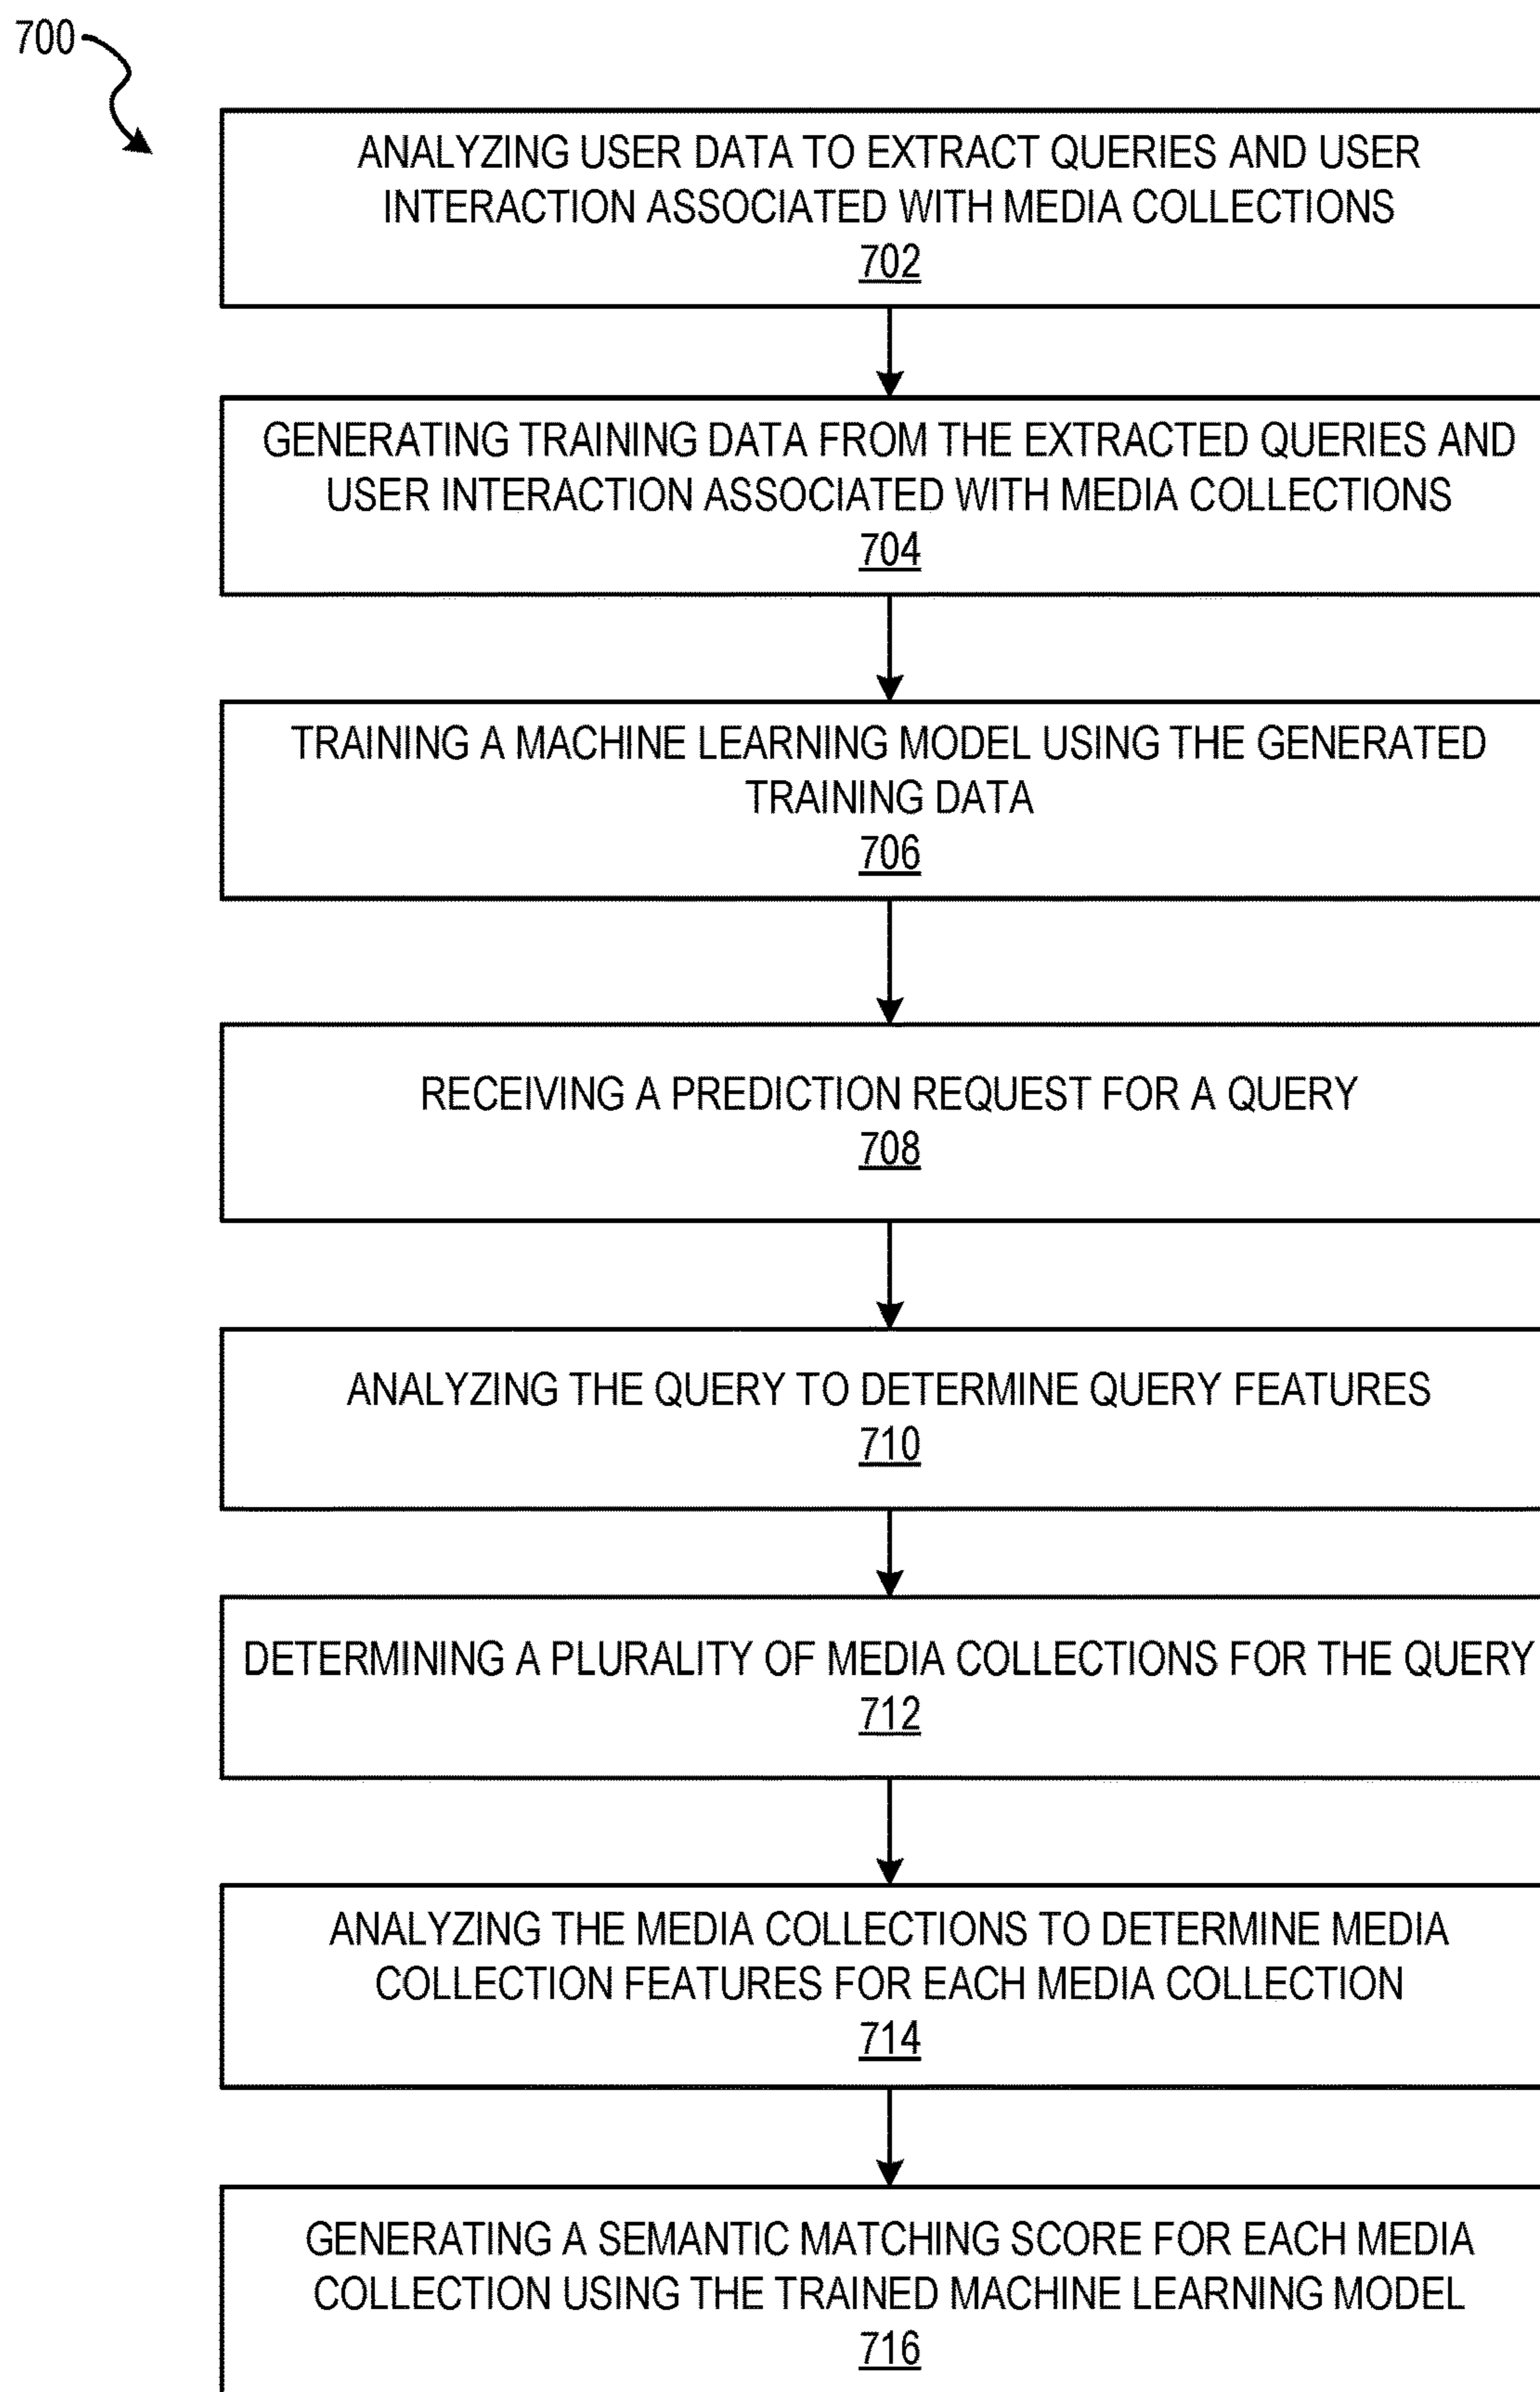 700
ANALYZING USER DATA TO EXTRACT QUERIES AND USER
INTERACTION ASSOCIATED WITH MEDIA COLLECTIONS
702
GENERATING TRAINING DATA FROM THE EXTRACTED QUERIES AND
USER INTERACTION ASSOCIATED WITH MEDIA COLLECTIONS
704
TRAINING A MACHINE LEARNING MODEL USING THE GENERATED
TRAINING DATA
706
RECEIVING A PREDICTION REQUEST FOR A QUERY
708
ANALYZING THE QUERY TO DETERMINE QUERY FEATURES
710
DETERMINING A PLURALITY OF MEDIA COLLECTIONS FOR THE QUERY
712
ANALYZING THE MEDIA COLLECTIONS TO DETERMINE MEDIA
COLLECTION FEATURES FOR EACH MEDIA COLLECTION
714
GENERATING A SEMANTIC MATCHING SCORE FOR EACH MEDIA
COLLECTION USING THE TRAINED MACHINE LEARNING MODEL
716